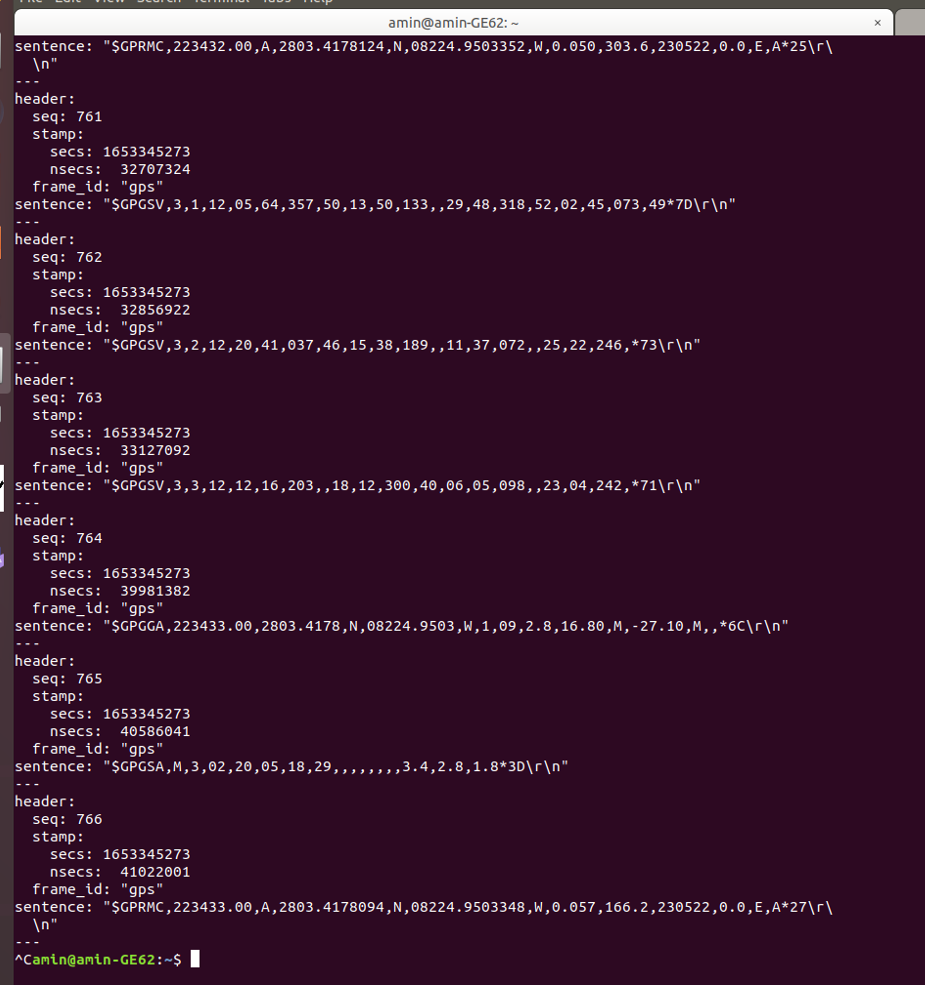 File Edit View Search Terminal Tabs Help
amin@amin-GE62: ~
sentence: "$GPRMC,223432.00,A,2803.4178124,N,08224.9503352,W,0.050,303.6,230522,0.0,E,A*25\r\
  \n"
---
header:
  seq: 761
  stamp:
    secs: 1653345273
    nsecs:  32707324
  frame_id: "gps"
sentence: "$GPGSV,3,1,12,05,64,357,50,13,50,133,,29,48,318,52,02,45,073,49*7D\r\n"
---
header:
  seq: 762
  stamp:
    secs: 1653345273
    nsecs:  32856922
  frame_id: "gps"
sentence: "$GPGSV,3,2,12,20,41,037,46,15,38,189,,11,37,072,,25,22,246,*73\r\n"
---
header:
  seq: 763
  stamp:
    secs: 1653345273
    nsecs:  33127092
  frame_id: "gps"
sentence: "$GPGSV,3,3,12,12,16,203,,18,12,300,40,06,05,098,,23,04,242,*71\r\n"
---
header:
  seq: 764
  stamp:
    secs: 1653345273
    nsecs:  39981382
  frame_id: "gps"
sentence: "$GPGGA,223433.00,2803.4178,N,08224.9503,W,1,09,2.8,16.80,M,-27.10,M,,*6C\r\n"
---
header:
  seq: 765
  stamp:
    secs: 1653345273
    nsecs:  40586041
  frame_id: "gps"
sentence: "$GPGSA,M,3,02,20,05,18,29,,,,,,,,3.4,2.8,1.8*3D\r\n"
---
header:
  seq: 766
  stamp:
    secs: 1653345273
    nsecs:  41022001
  frame_id: "gps"
sentence: "$GPRMC,223433.00,A,2803.4178094,N,08224.9503348,W,0.057,166.2,230522,0.0,E,A*27\r\
  \n"
---
^Camin@amin-GE62:~$